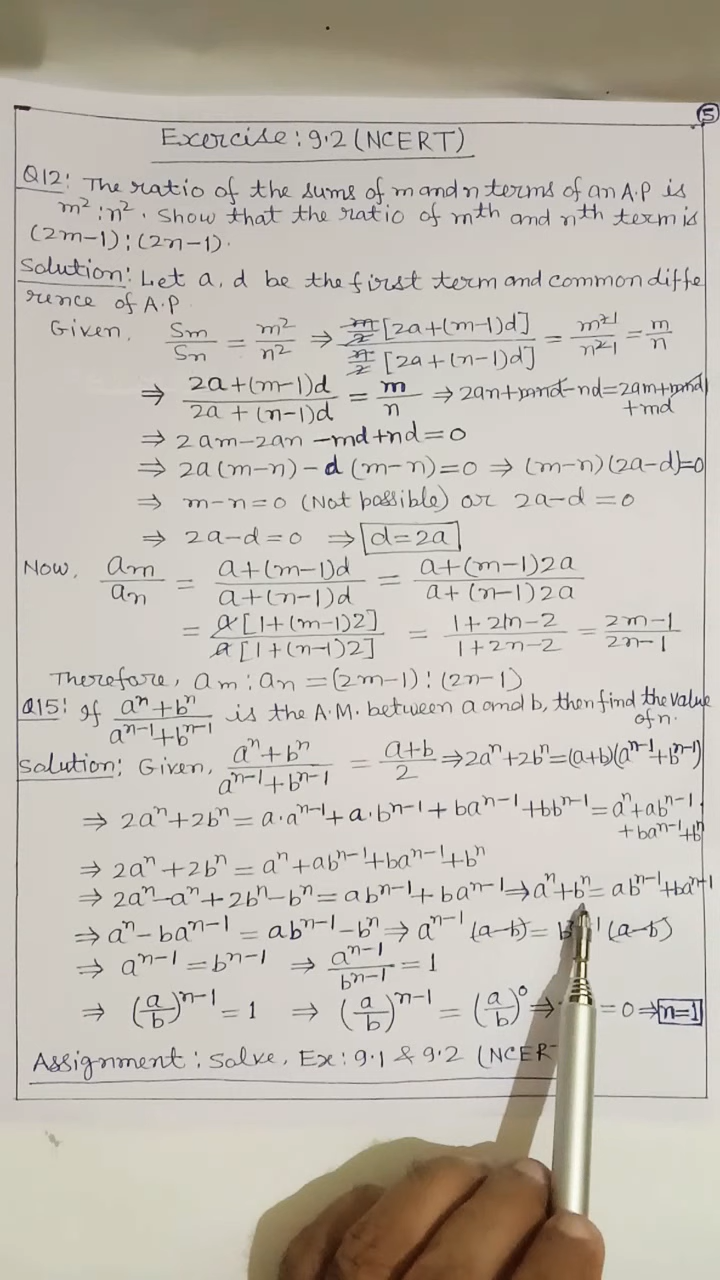 5
Exercise: 9.2 (NCERT)
Q12: The ratio of the sums of m and n terms of an A.P is
m² : n². Show that the ratio of mth and nth term is
(2m-1) : (2n-1).
Solution: Let a, d be the first term and common diffe
rence of A.P.
Given, Sm/Sn = m²/n² ⇒ m/2 [2a+(m-1)d] / n/2 [2a+(n-1)d] = m²/n² = m/n
⇒ 2a+(m-1)d / 2a+(n-1)d = m/n ⇒ 2an+mnd-nd=2am+mnd
+md
⇒ 2am-2an-md+nd=0
⇒ 2a(m-n)-d(m-n)=0 ⇒ (m-n)(2a-d)=0
⇒ m-n=0 (Not possible) or 2a-d=0
⇒ 2a-d=0 ⇒ d=2a
Now, am/an = a+(m-1)d / a+(n-1)d = a+(m-1)2a / a+(n-1)2a
= a[1+(m-1)2] / a[1+(n-1)2] = 1+2m-2 / 1+2n-2 = 2m-1 / 2n-1
Therefore, am : an = (2m-1) : (2n-1)
Q15: If aⁿ+bⁿ / aⁿ⁻¹+bⁿ⁻¹ is the A.M. between a and b, then find the value
of n.
Solution: Given, aⁿ+bⁿ / aⁿ⁻¹+bⁿ⁻¹ = a+b / 2 ⇒ 2aⁿ+2bⁿ=(a+b)(aⁿ⁻¹+bⁿ⁻¹)
⇒ 2aⁿ+2bⁿ = a·aⁿ⁻¹+a·bⁿ⁻¹+baⁿ⁻¹+bbⁿ⁻¹=aⁿ+abⁿ⁻¹
+baⁿ⁻¹+bⁿ
⇒ 2aⁿ+2bⁿ = aⁿ+abⁿ⁻¹+baⁿ⁻¹+bⁿ
⇒ 2aⁿ-aⁿ+2bⁿ-bⁿ=abⁿ⁻¹+baⁿ⁻¹ ⇒ aⁿ+bⁿ=abⁿ⁻¹+baⁿ⁻¹
⇒ aⁿ-baⁿ⁻¹=abⁿ⁻¹-bⁿ ⇒ aⁿ⁻¹(a-b)= (a-b)
⇒ aⁿ⁻¹=bⁿ⁻¹ ⇒ aⁿ⁻¹/bⁿ⁻¹=1
⇒ (a/b)ⁿ⁻¹=1 ⇒ (a/b)ⁿ⁻¹=(a/b)⁰ ⇒ =0 ⇒ n=1
Assignment: Solve, Ex: 9.1 & 9.2 (NCER